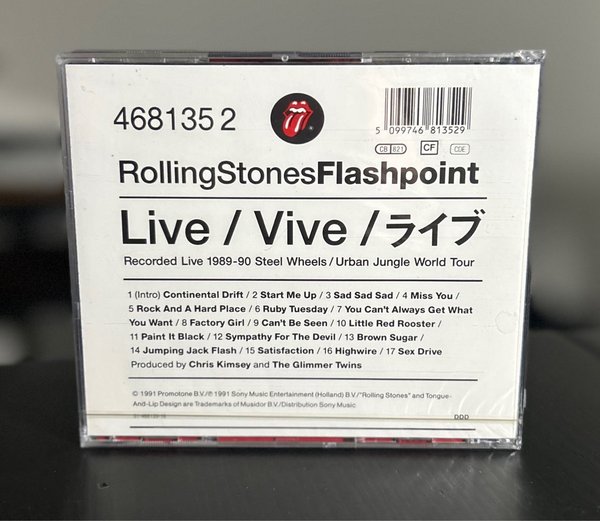 468135 2
5 099746 813529
CB 821 CF CDE
RollingStonesFlashpoint
Live / Vive / ライブ
Recorded Live 1989-90 Steel Wheels / Urban Jungle World Tour
1 (Intro) Continental Drift / 2 Start Me Up / 3 Sad Sad Sad / 4 Miss You /
5 Rock And A Hard Place / 6 Ruby Tuesday / 7 You Can't Always Get What
You Want / 8 Factory Girl / 9 Can't Be Seen / 10 Little Red Rooster /
11 Paint It Black / 12 Sympathy For The Devil / 13 Brown Sugar /
14 Jumping Jack Flash / 15 Satisfaction / 16 Highwire / 17 Sex Drive
Produced by Chris Kimsey and The Glimmer Twins
© 1991 Promotone B.V./℗ 1991 Sony Music Entertainment (Holland) B.V./"Rolling Stones" and Tongue-
And-Lip Design are Trademarks of Musidor B.V./Distribution Sony Music
DDD